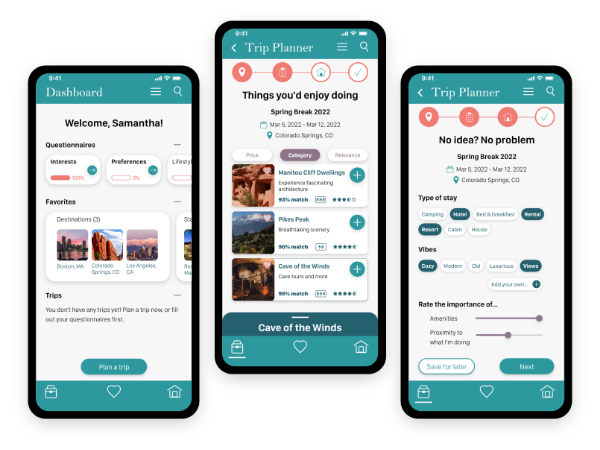 9:41
Dashboard
Welcome, Samantha!
Questionnaires
Interests
100%
Preferences
0%
Lifesty
Favorites
Destinations (3)
Boston, MA
Colorado
Springs, CO
Los Angeles,
CA
Sta
Bo
Ma
Trips
You don't have any trips yet! Plan a trip now, or fill
out your questionnaires first.
Plan a trip
9:41
Trip Planner
Things you'd enjoy doing
Spring Break 2022
Mar 5, 2022 - Mar 12, 2022
Colorado Springs, CO
Price
Category
Relevance
Manitou Cliff Dwellings
Experience fascinating
architecture
93% match
$$$
Pikes Peak
Breathtaking scenery
90% match
$$
Cave of the Winds
Cave tours and more
95% match
$$$
Cave of the Winds
9:41
Trip Planner
No idea? No problem
Spring Break 2022
Mar 5, 2022 - Mar 12, 2022
Colorado Springs, CO
Type of stay
Camping
Hotel
Bed & breakfast
Rental
Resort
Cabin
House
Vibes
Cozy
Modern
Old
Luxurious
Views
Add your own...
Rate the importance of...
Amenities
Proximity to
what I'm doing
Save for later
Next